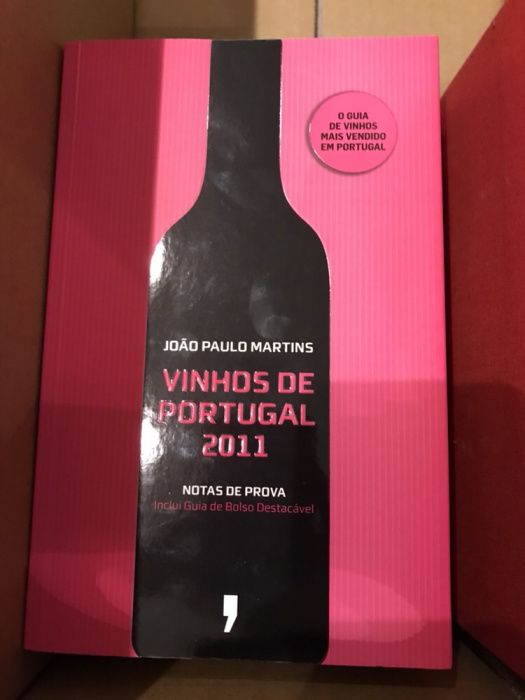 O GUIA
DE VINHOS
MAIS VENDIDO
EM PORTUGAL
JOÃO PAULO MARTINS
VINHOS DE
PORTUGAL
2011
NOTAS DE PROVA
Inclui Guia de Bolso Destacável